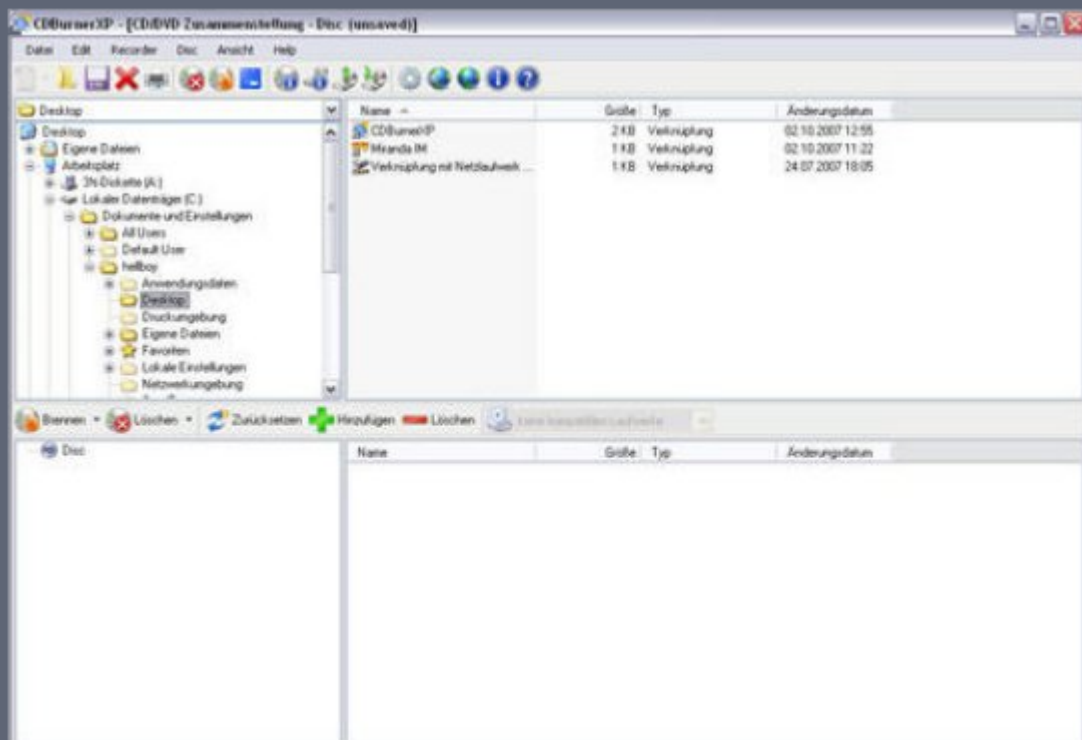 CDBurnerXP - [CD/DVD Zusammenstellung - Disc (unsaved)]
Datei Edit Recorder Disc Ansicht Help
Desktop
Name Größe Typ Änderungsdatum
Desktop
Eigene Dateien
Arbeitsplatz
3½-Diskette (A:)
Lokaler Datenträger (C:)
Dokumente und Einstellungen
All Users
Default User
hellboy
Anwendungsdaten
Desktop
Druckumgebung
Eigene Dateien
Favoriten
Lokale Einstellungen
Netzwerkumgebung
CDBurnerXP 2 KB Verknüpfung 02.10.2007 12:55
Miranda IM 1 KB Verknüpfung 02.10.2007 11:22
Verknüpfung mit Netzlaufwerk ... 1 KB Verknüpfung 24.07.2007 18:05
Brennen Löschen Zurücksetzen Hinzufügen Löschen Keine kompatiblen Laufwerke
Disc
Name Größe Typ Änderungsdatum